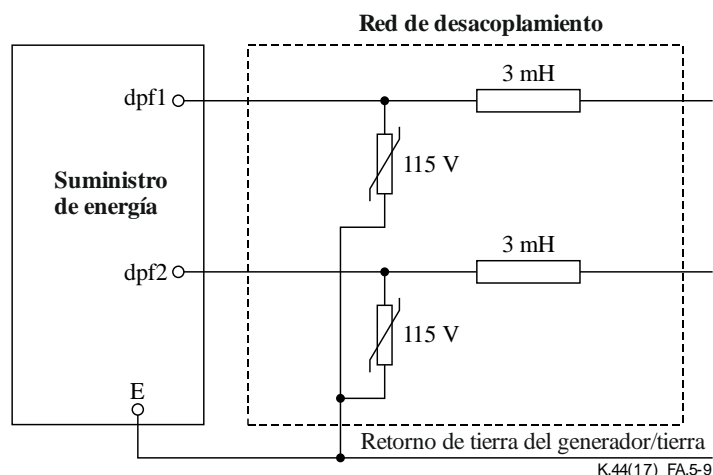 Red de desacoplamiento
3 mH
dpf1
115 V
Suministro
de energía
3 mH
dpf2
115 V
E
Retorno de tierra del generador/tierra
K.44(17)_FA.5-9